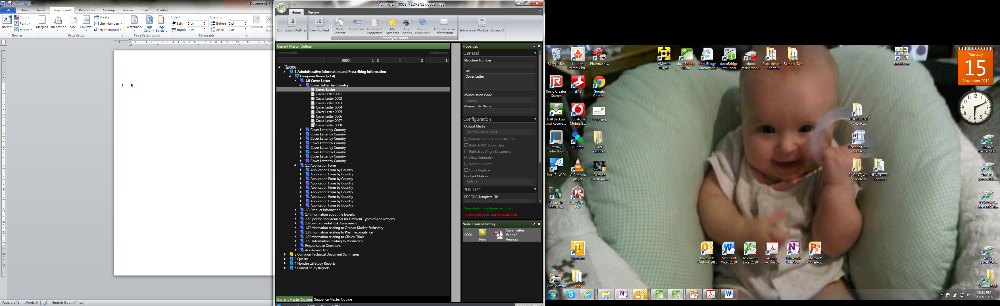 Document1 -
File Home Insert Page Layout References Mailings Review View Acrobat
Themes
Colors
Fonts
Effects
Themes
Margins Orientation Size Columns
Breaks
Line Numbers
Hyphenation
Page Setup
Watermark Page Color Page Borders
Page Background
Indent
Left: 0 cm
Right: 0 cm
Spacing
Before: 0 pt
After: 0 pt
Paragraph
Position
Wrap
Text
1 ¶
Page: 1 of 1 Words: 0 English (South Africa)
Acktikerall (0008) - LORENZ docuBridge
Home Review
Submission Outlines
View Content
Node Content
Properties
Document Properties
My Favorites
Find Nodes
Volume Properties
Administrative Information
Property Windows
Submission Workbench Layout
Current Master Outline
0000 1 - 3 3 1
0008
1 Administrative Information and Prescribing Information
European Union (v1.4)
1.0 Cover Letter
Cover Letter by Country
Cover Letter
Cover Letter 0001
Cover Letter 0002
Cover Letter 0003
Cover Letter 0004
Cover Letter 0005
Cover Letter 0006
Cover Letter 0007
Cover Letter 0008
Cover Letter by Country
Cover Letter by Country
Cover Letter by Country
Cover Letter by Country
Cover Letter by Country
Cover Letter by Country
Cover Letter by Country
Cover Letter by Country
1.2 Application Form
Application Form by Country
Application Form by Country
Application Form by Country
Application Form by Country
Application Form by Country
Application Form by Country
Application Form by Country
Application Form by Country
Application Form by Country
1.3 Product Information
1.4 Information about the Experts
1.5 Specific Requirements for Different Types of Applications
1.6 Environmental Risk Assessment
1.7 Information relating to Orphan Market Exclusivity
1.8 Information relating to Pharmacovigilance
1.9 Information relating to Clinical Trials
1.10 Information relating to Paediatrics
Responses to Questions
Additional Data
2 Common Technical Document Summaries
3 Quality
4 Nonclinical Study Reports
5 Clinical Study Reports
Current Master Outline Sequence Master Outline
Properties
General
Structure Number
Title
Cover Letter
eSubmission Code
<none>
Manual File Name
Configuration
Output Media
Electronic and Paper
Publish Source File Unchanged
Publish PDF Bookmarks
Publish as Single Document
Allow Subnodes
Version Update
Force Replace
Content Option
Default
PDF TOC
PDF TOC Template File
Hyperlinks have been included
Bookmarks have not been include
Node Content History
0000 New
Cover Letter
Pages:3
Version:
Recycle Bin
Launch Lexmark Pri...
Pharmacol...
VMware Player
docuBridge Client
docuBridge adminPanel
docuBridge infoPanel
cdpool (tserverdob...
Publishing... - Shortcut
Remote_De...
Emoticons
Thursday
15
November 2012
Roxio Creator Starter
SMS
Google Chrome
Dell Backup and Recove...
Vodafone Mobile B...
Logo.jpg
CLIENT_LIST - Shortcut
Intel(R) Turbo Boo...
iSubmit
GMP -Midra...
PersonalNo... - Shortcut
finance (server2008...
Intel(R) WiDi
VLC media player
German Coast gua...
2_JOINT_W... - Shortcut
HENRIETTE - Shortcut
VECTOR (server2008...
Logitech Mouse a...
SpeedyPC Pro
VECTOR_C... (server2008)...
MaxMan
Microsoft Outlook 2010
Microsoft Word 2010
Microsoft Excel 2010
Adobe Acrobat...
Microsoft OneNot...
Microsoft PowerPoi...
MRA (server200...
Visit Lexmark
add
Confidential
06:11 PM
2012/11/15